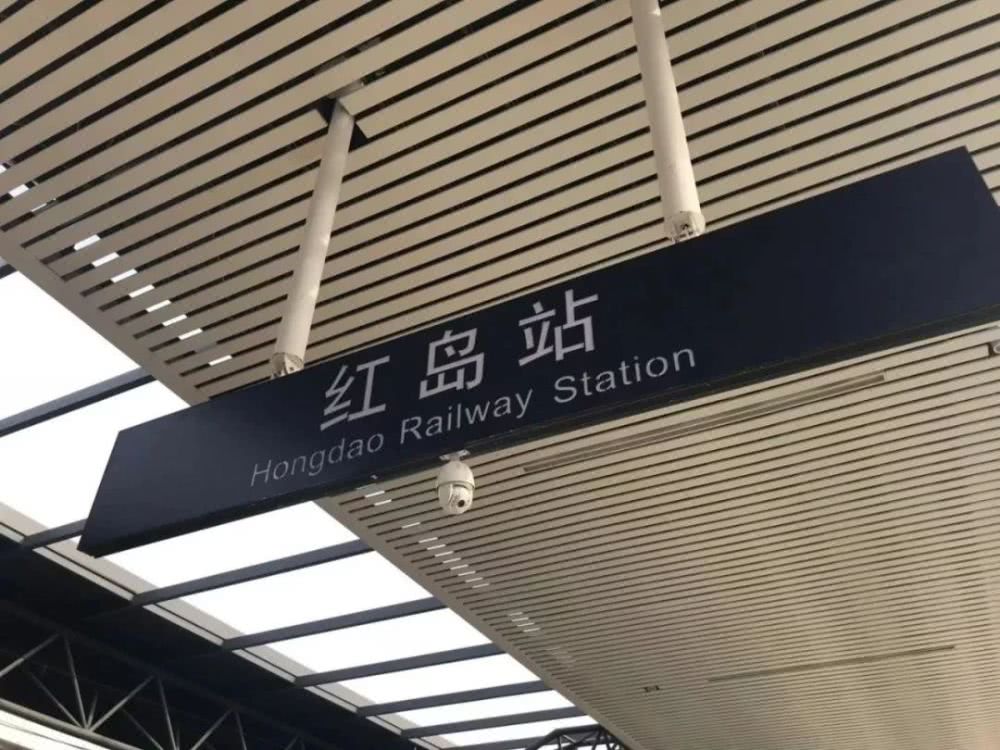 红岛站
Hongdao Railway Station